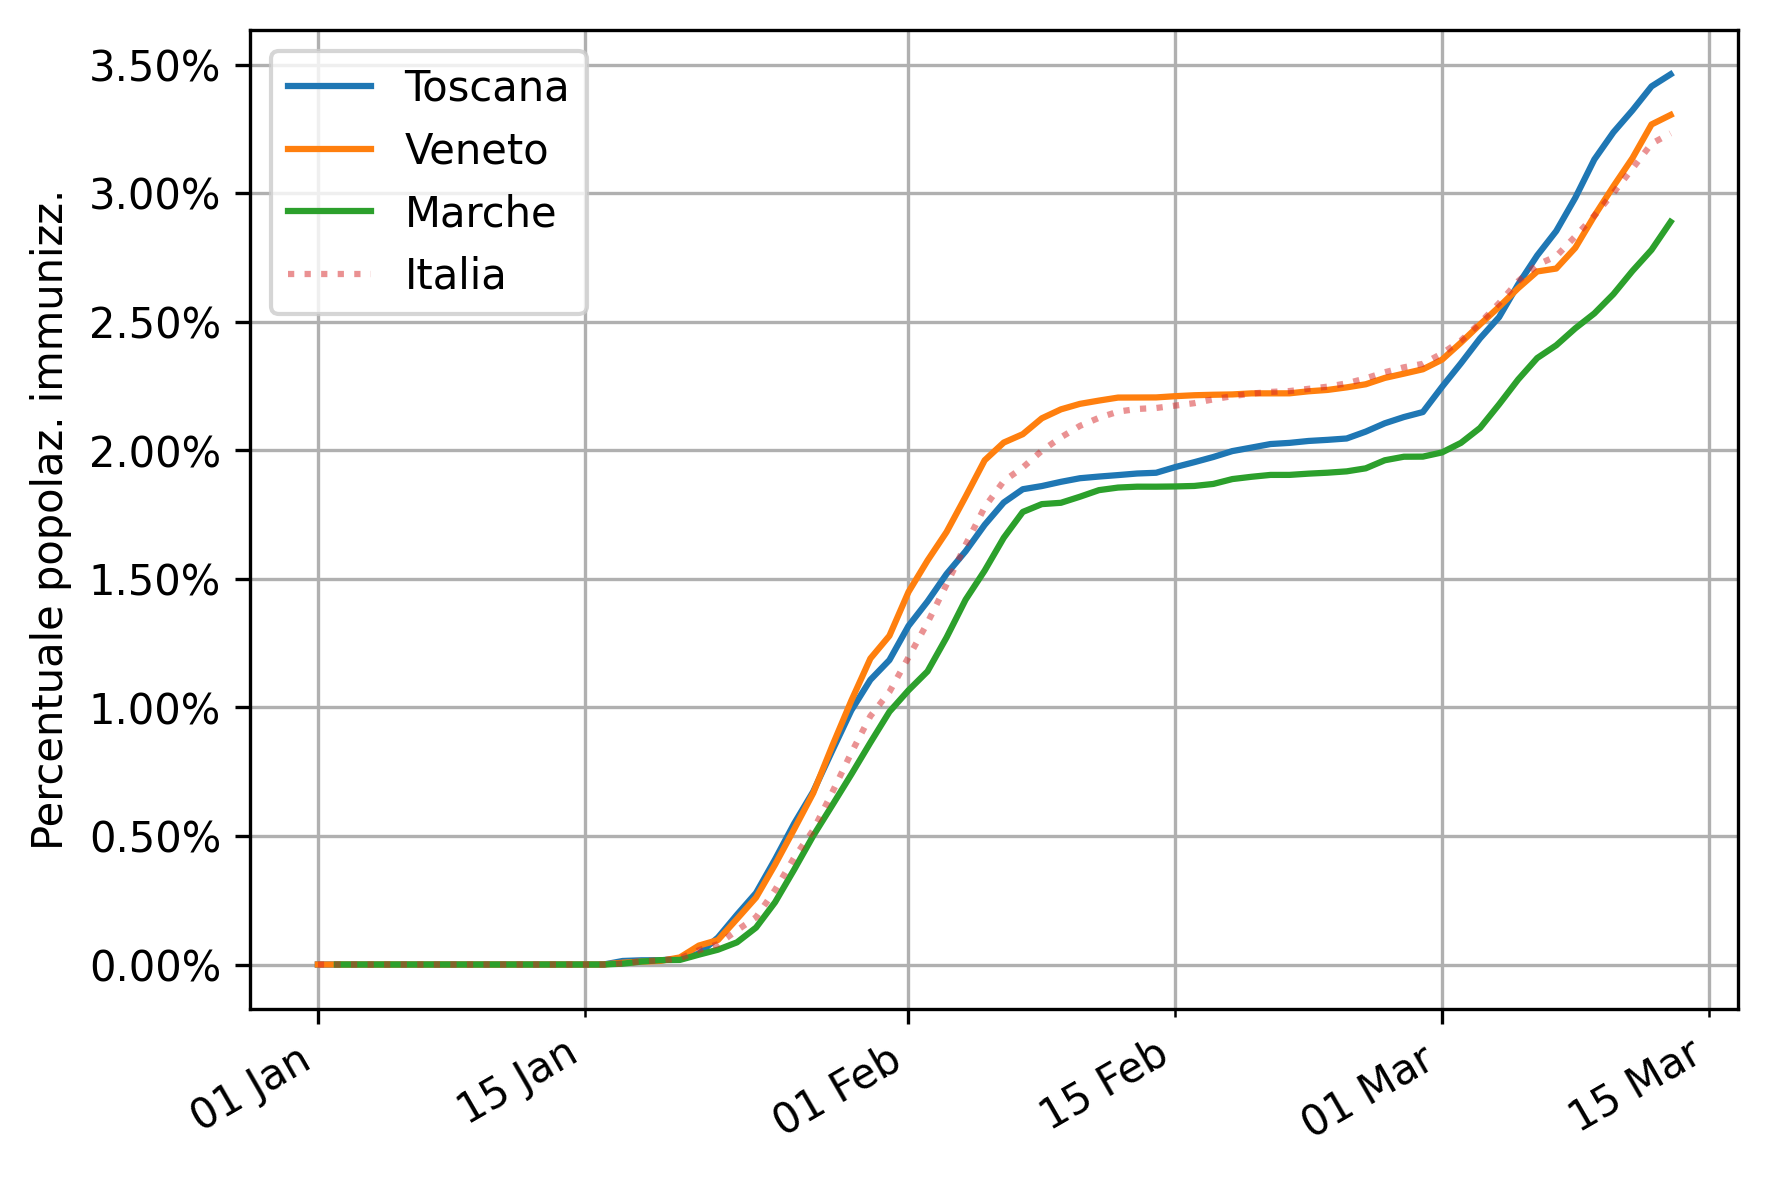 3.50%
3.00%
2.50%
2.00%
1.50%
1.00%
0.50%
0.00%
Percentuale popolaz. immunizz.
Toscana
Veneto
Marche
Italia
01 Jan
15 Jan
01 Feb
15 Feb
01 Mar
15 Mar